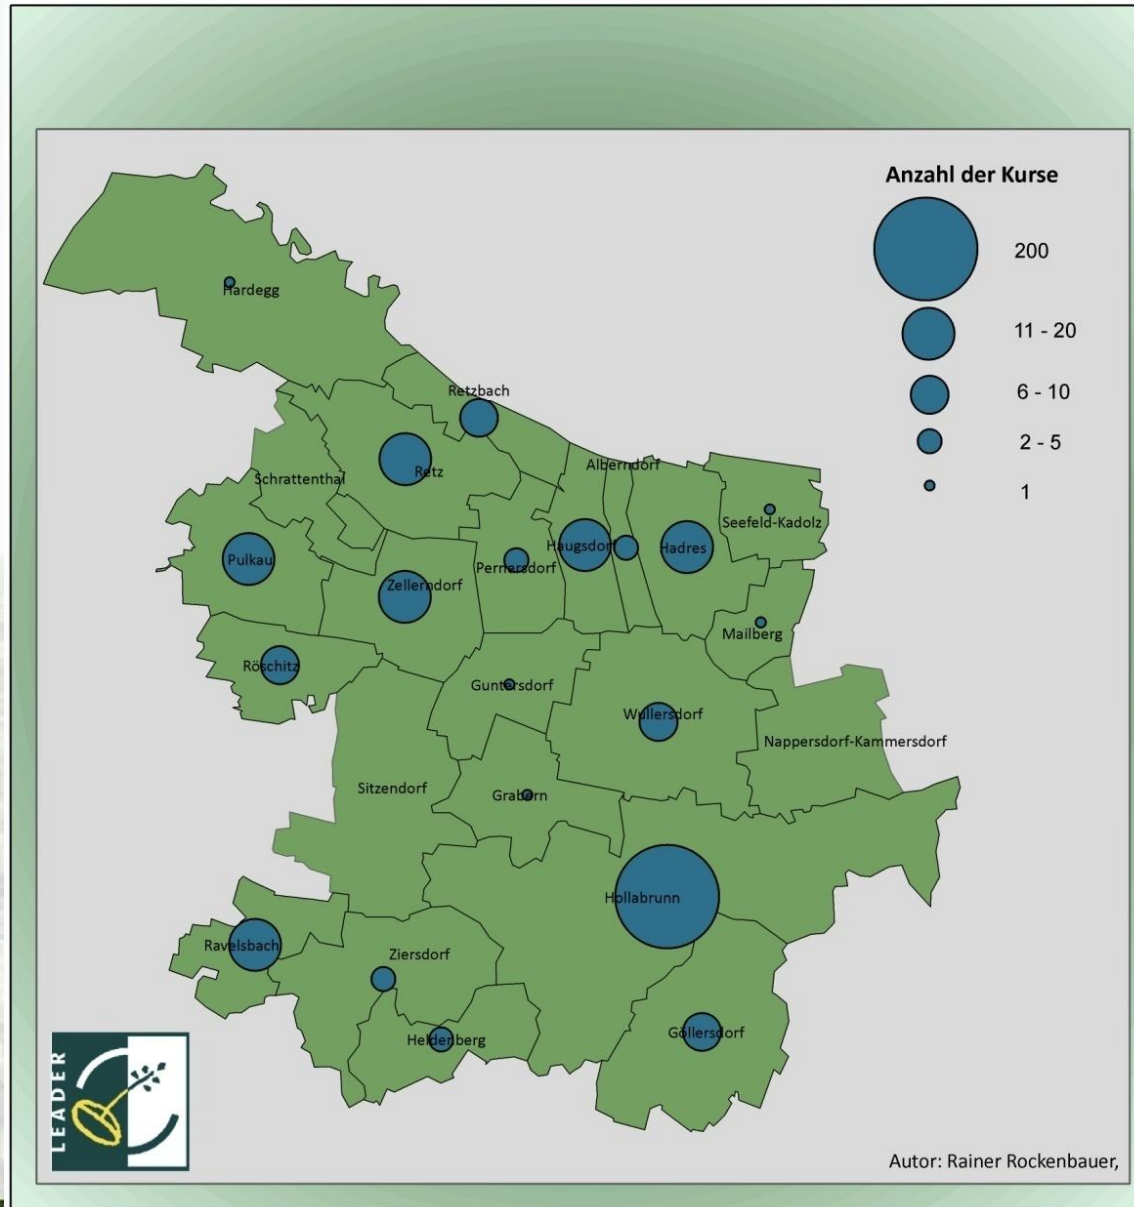 Anzahl der Kurse
200
11 - 20
6 - 10
2 - 5
1
Hardegg
Retzbach
Retz
Schrattenthal
Alberndorf
Seefeld-Kadolz
Pulkau
Zellerndorf
Pernersdorf
Haugsdorf
Hadres
Mailberg
Röschitz
Guntersdorf
Wullersdorf
Nappersdorf-Kammersdorf
Sitzendorf
Grabern
Hollabrunn
Ravelsbach
Ziersdorf
Heldenberg
Göllersdorf
LEADER
Autor: Rainer Rockenbauer,